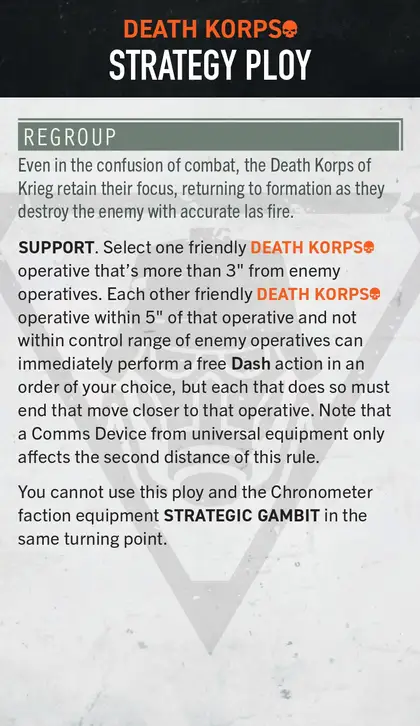 DEATH KORPS
STRATEGY PLOY
REGROUP
Even in the confusion of combat, the Death Korps of
Krieg retain their focus, returning to formation as they
destroy the enemy with accurate las fire.
SUPPORT. Select one friendly DEATH KORPS
operative that's more than 3" from enemy
operatives. Each other friendly DEATH KORPS
operative within 5" of that operative and not
within control range of enemy operatives can
immediately perform a free Dash action in an
order of your choice, but each that does so must
end that move closer to that operative. Note that
a Comms Device from universal equipment only
affects the second distance of this rule.
You cannot use this ploy and the Chronometer
faction equipment STRATEGIC GAMBIT in the
same turning point.